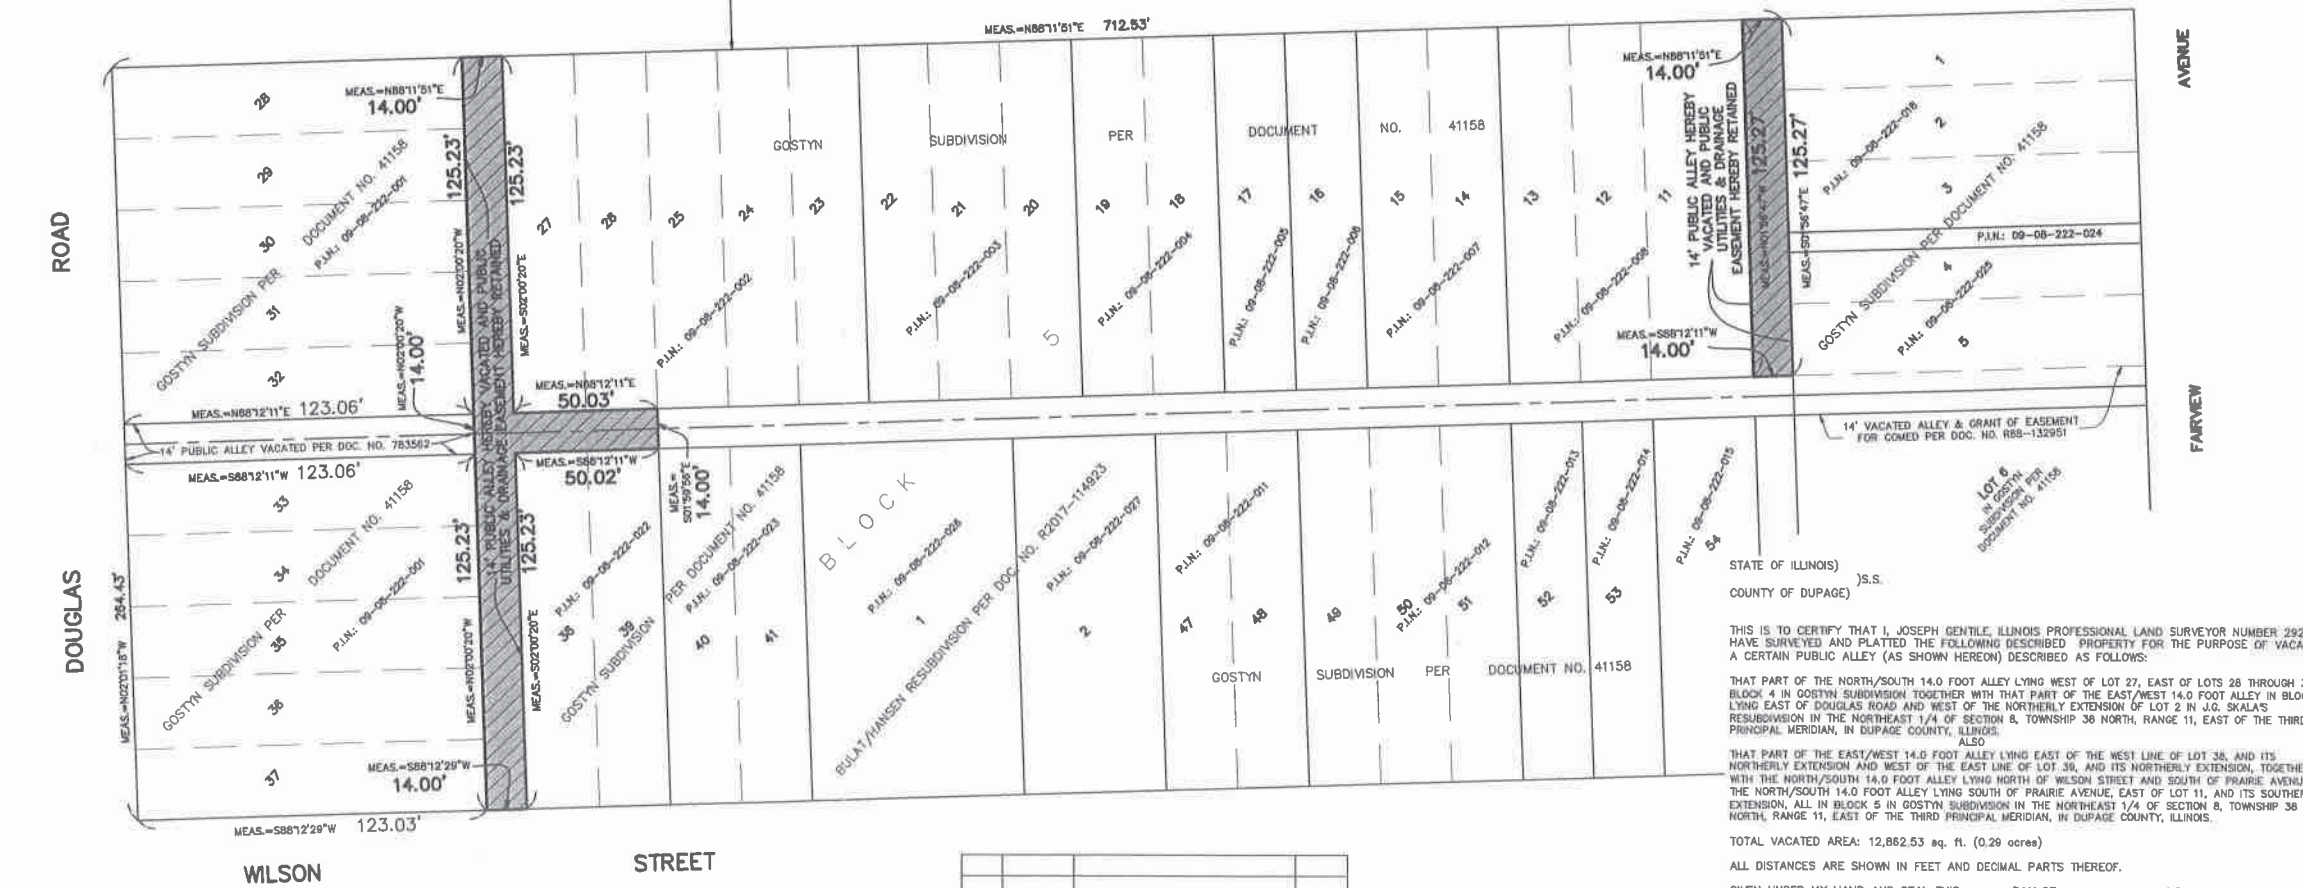 MEAS.=N88°11'51"E 712.53'
MEAS.=N88°11'51"E
14.00'
MEAS.=N88°11'51"E
14.00'
AVENUE
ROAD
DOUGLAS
FAIRVIEW
28
29
30
31
32
GOSTYN SUBDIVISION PER DOCUMENT NO. 41158
P.I.N.: 09-08-222-001
125.23'
125.23'
MEAS.=N02°00'20"W
MEAS.=S02°00'20"E
14' PUBLIC ALLEY HEREBY VACATED AND PUBLIC
UTILITIES & DRAINAGE EASEMENT HEREBY RETAINED
GOSTYN SUBDIVISION PER DOCUMENT NO. 41158
27
26
25
24
23
22
21
20
19
18
17
16
15
14
13
12
11
P.I.N.: 09-08-222-002
P.I.N.: 09-08-222-003
P.I.N.: 09-08-222-004
P.I.N.: 09-08-222-005
P.I.N.: 09-08-222-006
P.I.N.: 09-08-222-007
P.I.N.: 09-08-222-008
5
14' PUBLIC ALLEY HEREBY
VACATED AND PUBLIC
UTILITIES & DRAINAGE
EASEMENT HEREBY RETAINED
MEAS.=N01°56'47"W 125.27'
MEAS.=S01°56'47"E 125.27'
MEAS.=S88°12'11"W
14.00'
1
2
3
4
5
P.I.N.: 09-08-222-018
GOSTYN SUBDIVISION PER DOCUMENT NO. 41158
P.I.N.: 09-08-222-024
P.I.N.: 09-08-222-025
MEAS.=N88°12'11"E 123.06'
MEAS.=N02°00'20"W
14.00'
14' PUBLIC ALLEY VACATED PER DOC. NO. 783562
MEAS.=S88°12'11"W 123.06'
MEAS.=N88°12'11"E
50.03'
MEAS.=S88°12'11"W
50.02'
MEAS.=
S01°59'56"E
14.00'
14' VACATED ALLEY & GRANT OF EASEMENT
FOR COMED PER DOC. NO. R88-132951
LOT 6
IN GOSTYN
SUBDIVISION PER
DOCUMENT NO. 41158
33
34
35
36
37
GOSTYN SUBDIVISION PER DOCUMENT NO. 41158
P.I.N.: 09-08-222-001
MEAS.=N02°01'18"W 264.43'
125.23'
125.23'
MEAS.=N02°00'20"W
MEAS.=S02°00'20"E
14' PUBLIC ALLEY HEREBY VACATED AND PUBLIC
UTILITIES & DRAINAGE EASEMENT HEREBY RETAINED
MEAS.=S88°12'29"W
14.00'
MEAS.=S88°12'29"W 123.03'
P.I.N.: 09-08-222-022
38
39
GOSTYN SUBDIVISION PER DOCUMENT NO. 41158
P.I.N.: 09-08-222-023
40
41
BLOCK
P.I.N.: 09-08-222-026
1
BULAT/HANSEN RESUBDIVISION PER DOC. NO. R2017-114923
P.I.N.: 09-08-222-027
2
P.I.N.: 09-08-222-011
47
48
49
50
P.I.N.: 09-08-222-012
51
P.I.N.: 09-08-222-013
52
P.I.N.: 09-08-222-014
53
P.I.N.: 09-08-222-015
54
GOSTYN SUBDIVISION PER DOCUMENT NO. 41158
WILSON STREET
STATE OF ILLINOIS)
)S.S.
COUNTY OF DUPAGE)
THIS IS TO CERTIFY THAT I, JOSEPH GENTILE, ILLINOIS PROFESSIONAL LAND SURVEYOR NUMBER 292
HAVE SURVEYED AND PLATTED THE FOLLOWING DESCRIBED PROPERTY FOR THE PURPOSE OF VACA
A CERTAIN PUBLIC ALLEY (AS SHOWN HEREON) DESCRIBED AS FOLLOWS:
THAT PART OF THE NORTH/SOUTH 14.0 FOOT ALLEY LYING WEST OF LOT 27, EAST OF LOTS 28 THROUGH 3
BLOCK 4 IN GOSTYN SUBDIVISION TOGETHER WITH THAT PART OF THE EAST/WEST 14.0 FOOT ALLEY IN BLOC
LYING EAST OF DOUGLAS ROAD AND WEST OF THE NORTHERLY EXTENSION OF LOT 2 IN J.G. SKALA'S
RESUBDIVISION IN THE NORTHEAST 1/4 OF SECTION 8, TOWNSHIP 38 NORTH, RANGE 11, EAST OF THE THIRD
PRINCIPAL MERIDIAN, IN DUPAGE COUNTY, ILLINOIS.
ALSO
THAT PART OF THE EAST/WEST 14.0 FOOT ALLEY LYING EAST OF THE WEST LINE OF LOT 38, AND ITS
NORTHERLY EXTENSION AND WEST OF THE EAST LINE OF LOT 39, AND ITS NORTHERLY EXTENSION, TOGETHE
WITH THE NORTH/SOUTH 14.0 FOOT ALLEY LYING NORTH OF WILSON STREET AND SOUTH OF PRAIRIE AVENU
THE NORTH/SOUTH 14.0 FOOT ALLEY LYING SOUTH OF PRAIRIE AVENUE, EAST OF LOT 11, AND ITS SOUTHER
EXTENSION, ALL IN BLOCK 5 IN GOSTYN SUBDIVISION IN THE NORTHEAST 1/4 OF SECTION 8, TOWNSHIP 38
NORTH, RANGE 11, EAST OF THE THIRD PRINCIPAL MERIDIAN, IN DUPAGE COUNTY, ILLINOIS.
TOTAL VACATED AREA: 12,862.53 sq. ft. (0.29 acres)
ALL DISTANCES ARE SHOWN IN FEET AND DECIMAL PARTS THEREOF.